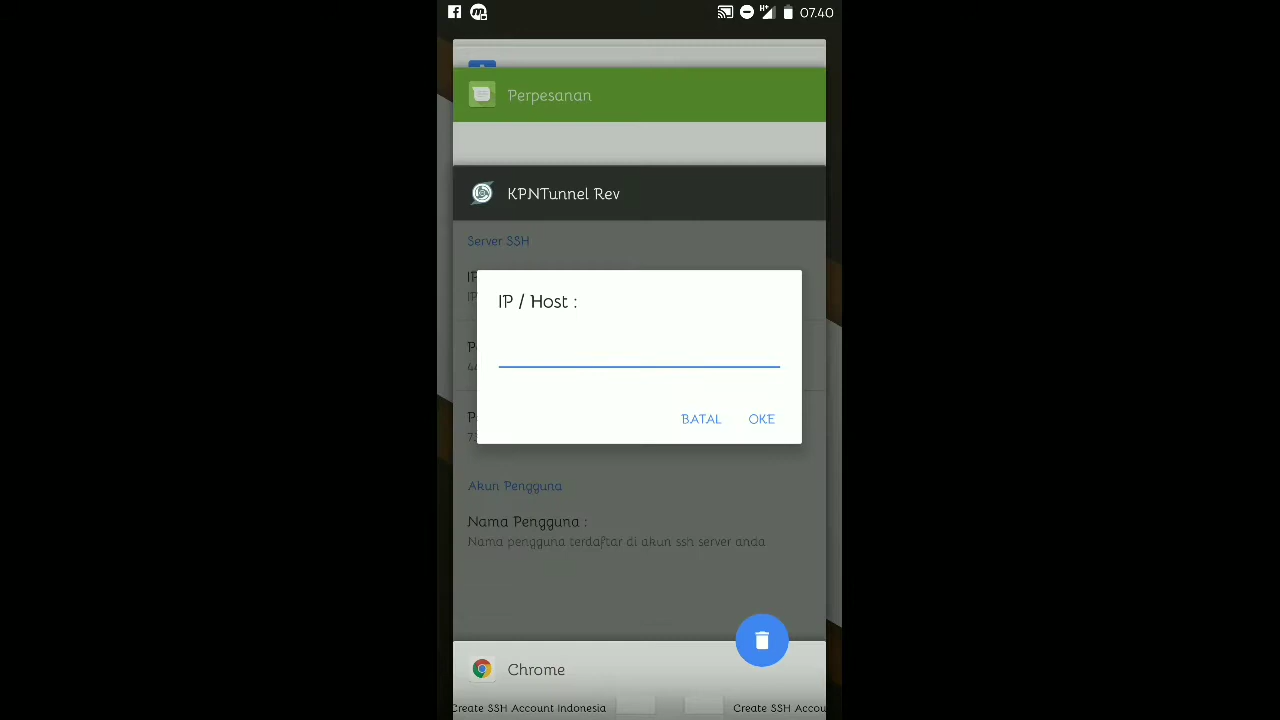 07.40
Perpesanan
KPNTunnel Rev
Server SSH
IP
IP / Host :
BATAL
OKE
Akun Pengguna
Nama Pengguna :
Nama pengguna terdaftar di akun ssh server anda
Chrome
Create SSH Account Indonesia
Create SSH Accou